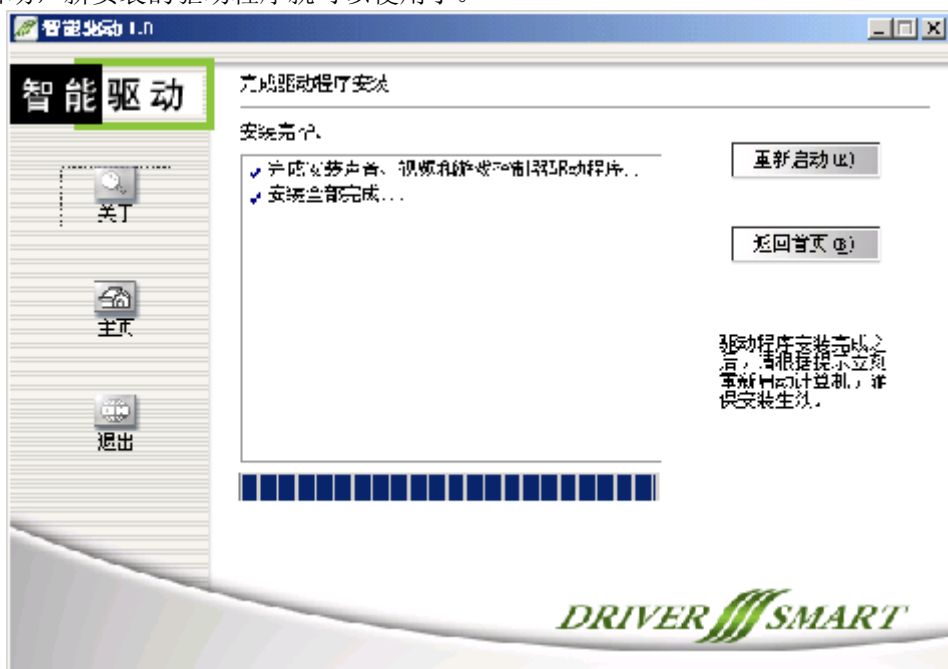 新安装的驱动程序就可以使用了。
智能驱动 1.0
智能驱动
完成驱动程序安装
安装完毕。
完成安装声音、视频和游戏控制器驱动程序...
安装全部完成...
重新启动(R)
返回首页(B)
关于
主页
退出
驱动程序安装完成之
后，请根据提示立刻
重新启动计算机，确
保安装生效。
DRIVER SMART